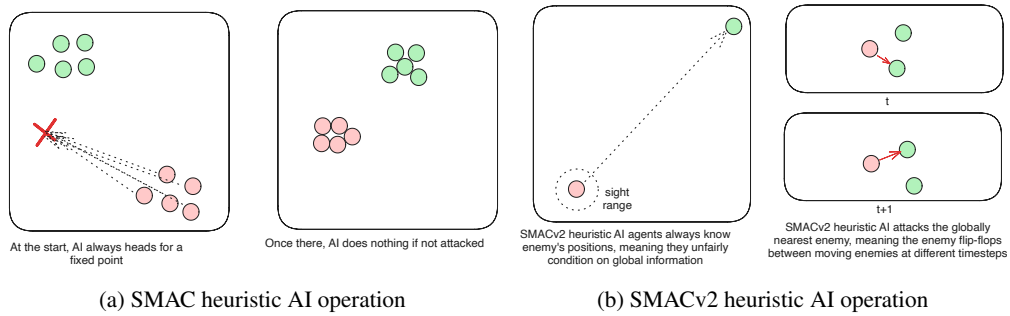 At the start, AI always heads for a
fixed point
Once there, AI does nothing if not attacked
(a) SMAC heuristic AI operation
sight
range
SMACv2 heuristic AI agents always know
enemy's positions, meaning they unfairly
condition on global information
t
t+1
SMACv2 heuristic AI attacks the globally
nearest enemy, meaning the enemy flip-flops
between moving enemies at different timesteps
(b) SMACv2 heuristic AI operation